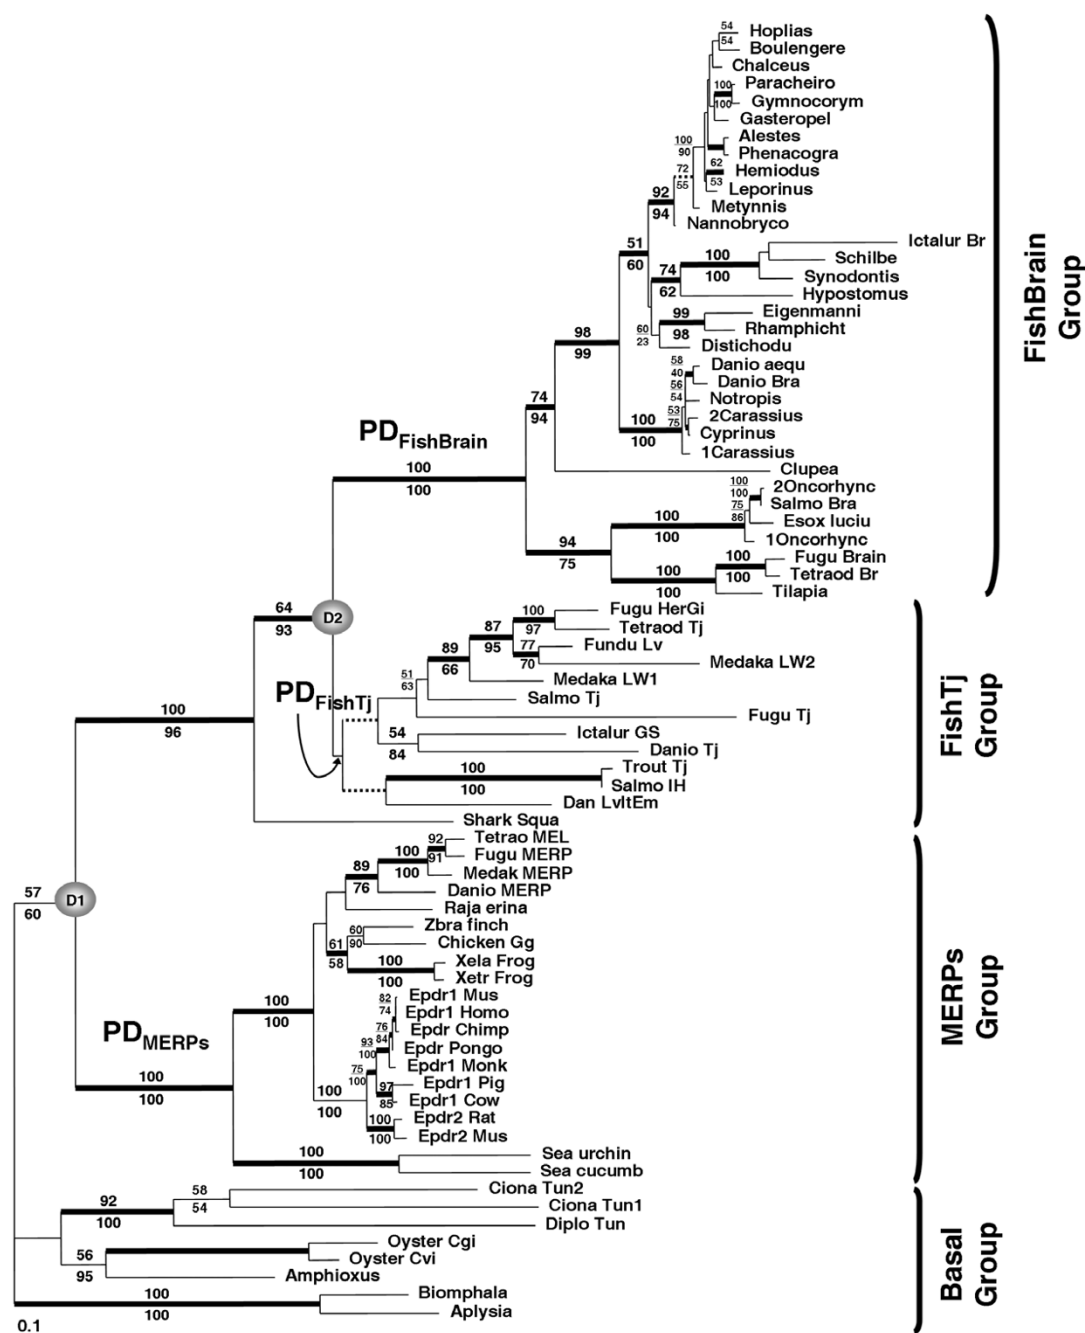 54
Hoplias
54
Boulengere
Chalceus
100
Paracheiro
100
Gymnocorym
Gasteropel
Alestes
100
90
Phenacogra
62
Hemiodus
72
55
53
Leporinus
92
94
Metynnis
Nannobryco
51
60
Ictalur Br
100
Schilbe
74
100
Synodontis
62
Hypostomus
99
Eigenmanni
60
23
98
Rhamphicht
98
99
Distichodu
58
Danio aequ
40
56
Danio Bra
54
Notropis
74
94
53
2Carassius
100
75
Cyprinus
100
1Carassius
PD FishBrain
100
100
Clupea
100
2Oncorhync
100
75
Salmo Bra
100
86
Esox luciu
100
1Oncorhync
94
75
100
Fugu Brain
100
100
Tetraod Br
100
Tilapia
FishBrain
Group
64
93
D2
100
Fugu HerGi
87
97
Tetraod Tj
89
95
77
Fundu Lv
66
70
Medaka LW2
51
63
Medaka LW1
PD FishTj
Salmo Tj
Fugu Tj
54
Ictalur GS
84
Danio Tj
100
Trout Tj
100
Salmo IH
Dan LvItEm
Shark Squa
FishTj
Group
100
96
57
60
D1
92
Tetrao MEL
100
91
Fugu MERP
89
100
Medak MERP
76
Danio MERP
Raja erina
60
Zbra finch
61
90
Chicken Gg
58
100
Xela Frog
100
Xetr Frog
82
Epdr1 Mus
100
100
74
Epdr1 Homo
76
Epdr Chimp
93
84
100
Epdr Pongo
75
Epdr1 Monk
100
97
Epdr1 Pig
100
100
85
Epdr1 Cow
100
Epdr2 Rat
100
Epdr2 Mus
PD MERPs
100
100
100
Sea urchin
100
Sea cucumb
MERPs
Group
58
Ciona Tun2
92
100
54
Ciona Tun1
Diplo Tun
Oyster Cgi
56
95
Oyster Cvi
Amphioxus
100
Biomphala
100
Aplysia
Basal
Group
0.1